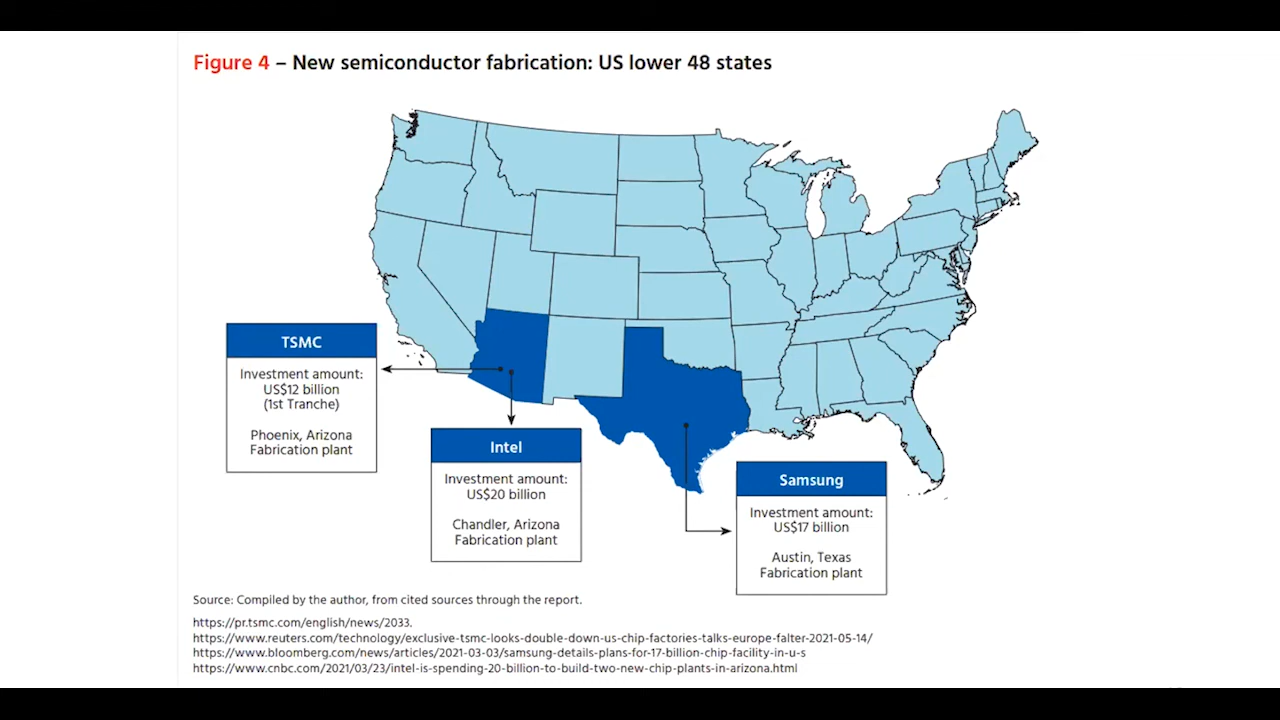 Figure 4 – New semiconductor fabrication: US lower 48 states
TSMC
Investment amount:
US$12 billion
(1st Tranche)
Phoenix, Arizona
Fabrication plant
Intel
Investment amount:
US$20 billion
Chandler, Arizona
Fabrication plant
Samsung
Investment amount:
US$17 billion
Austin, Texas
Fabrication plant
Source: Compiled by the author, from cited sources through the report.
https://pr.tsmc.com/english/news/2033.
https://www.reuters.com/technology/exclusive-tsmc-looks-double-down-us-chip-factories-talks-europe-falter-2021-05-14/
https://www.bloomberg.com/news/articles/2021-03-03/samsung-details-plans-for-17-billion-chip-facility-in-u-s
https://www.cnbc.com/2021/03/23/intel-is-spending-20-billion-to-build-two-new-chip-plants-in-arizona.html